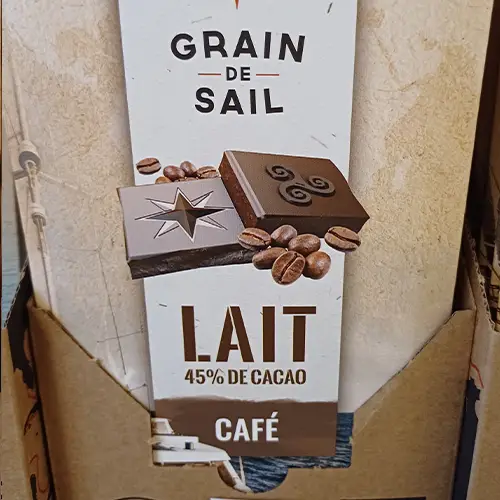 GRAIN
DE
SAIL
LAIT
45% DE CACAO
CAFÉ